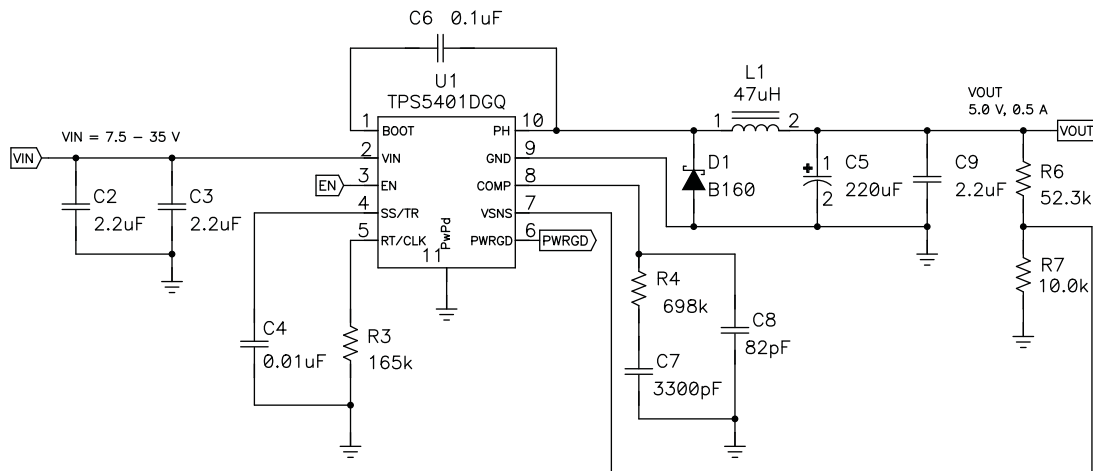 C6 0.1uF
U1
TPS5401DGQ
L1
47uH
VOUT
5.0 V, 0.5 A
VIN = 7.5 – 35 V
1 BOOT PH 10
1 2
VOUT
VIN
2 VIN GND 9
EN
3 EN COMP 8
4 SS/TR VSNS 7
5 RT/CLK PWRGD 6
PWRGD
11 PwPd
C2
2.2uF
C3
2.2uF
D1
B160
+ 1
2
C5
220uF
C9
2.2uF
R6
52.3k
R7
10.0k
C4
0.01uF
R3
165k
R4
698k
C7
3300pF
C8
82pF